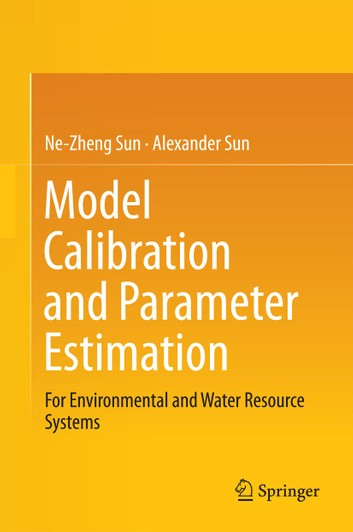 Ne-Zheng Sun · Alexander Sun
Model
Calibration
and Parameter
Estimation
For Environmental and Water Resource
Systems
Springer